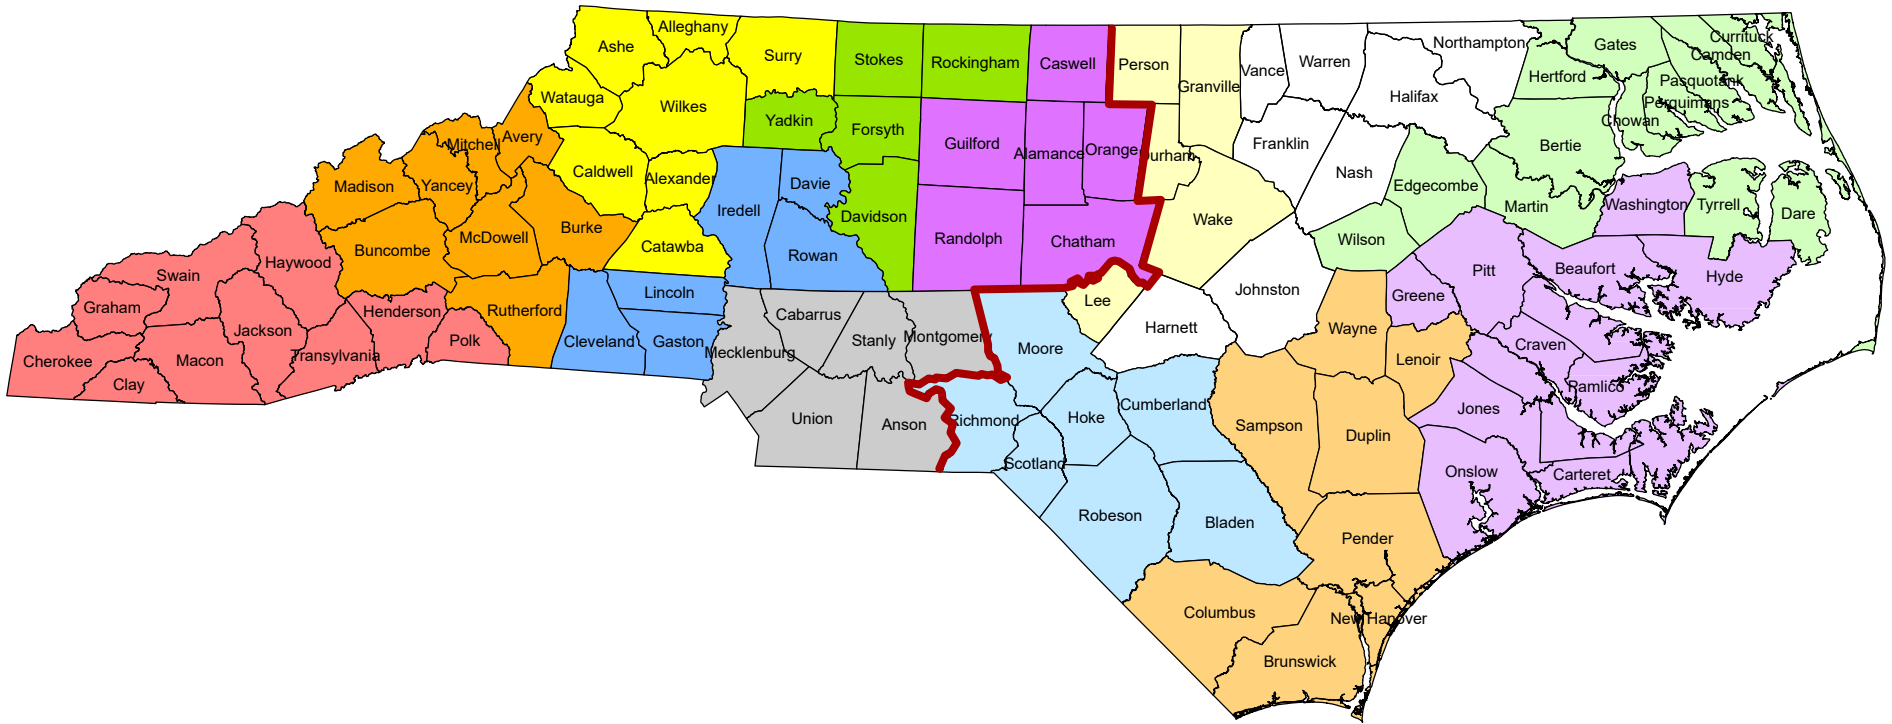 Ashe
Alleghany
Surry
Stokes
Rockingham
Caswell
Person
Granville
Vance
Warren
Northampton
Gates
Currituck
Camden
Hertford
Pasquotank
Perquimans
Chowan
Halifax
Watauga
Wilkes
Yadkin
Forsyth
Guilford
Alamance
Orange
Durham
Franklin
Nash
Bertie
Edgecombe
Martin
Washington
Tyrrell
Dare
Mitchell
Avery
Caldwell
Alexander
Davie
Iredell
Davidson
Madison
Yancey
Burke
McDowell
Buncombe
Catawba
Rowan
Randolph
Chatham
Wake
Wilson
Pitt
Beaufort
Hyde
Haywood
Swain
Graham
Jackson
Henderson
Rutherford
Lincoln
Cleveland
Gaston
Cabarrus
Stanly
Montgomery
Mecklenburg
Lee
Johnston
Harnett
Greene
Wayne
Lenoir
Craven
Ramlico
Cherokee
Clay
Macon
Transylvania
Polk
Union
Anson
Moore
Richmond
Hoke
Cumberland
Scotland
Sampson
Duplin
Jones
Onslow
Carteret
Robeson
Bladen
Pender
Columbus
New Hanover
Brunswick